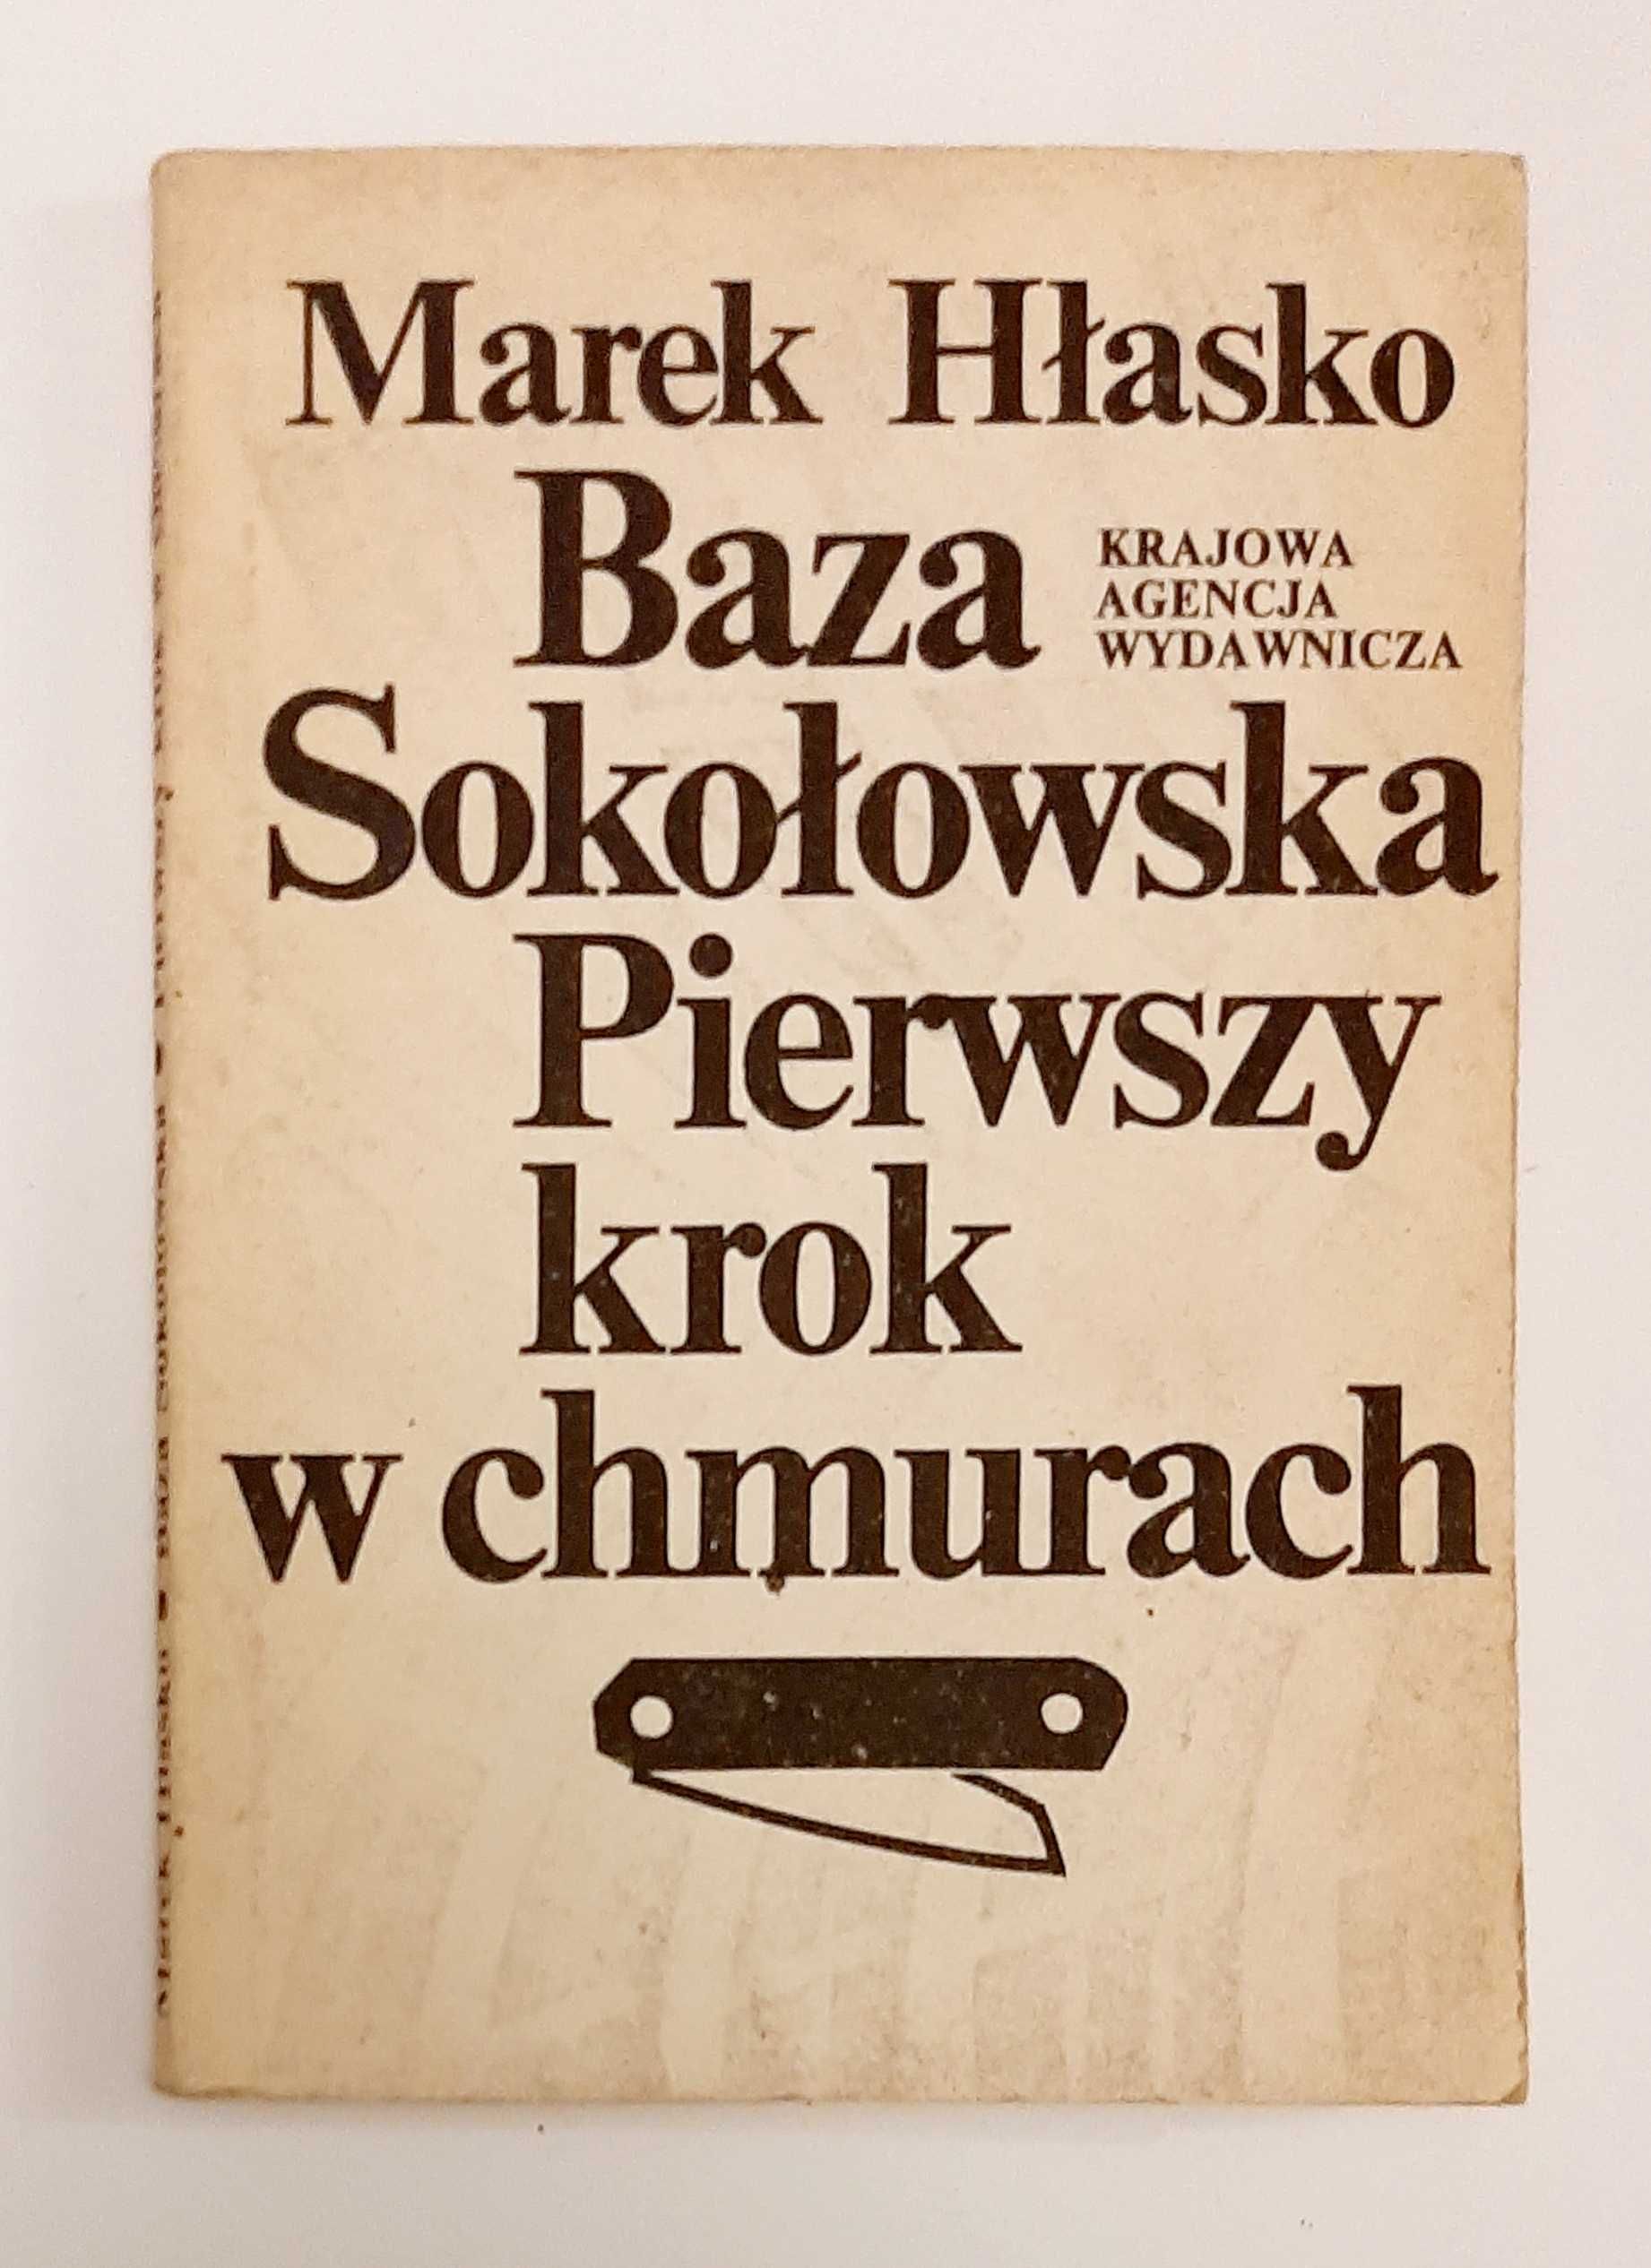 Marek Hłasko
Baza
KRAJOWA
AGENCJA
WYDAWNICZA
Sokołowska
Pierwszy
krok
w chmurach